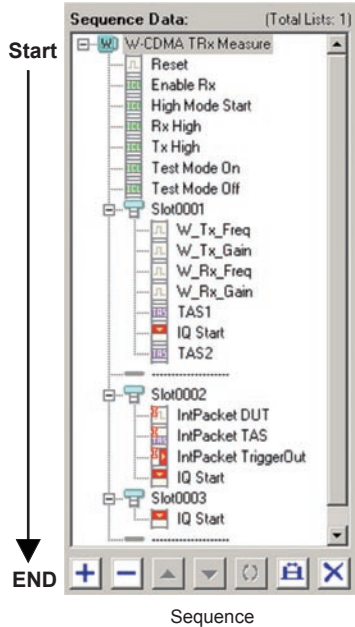 Sequence Data: (Total Lists: 1)
Start
W-CDMA TRx Measure
Reset
Enable Rx
High Mode Start
Rx High
Tx High
Test Mode On
Test Mode Off
Slot0001
W_Tx_Freq
W_Tx_Gain
W_Rx_Freq
W_Rx_Gain
TAS1
IQ Start
TAS2
------------------
Slot0002
IntPacket DUT
IntPacket TAS
IntPacket TriggerOut
IQ Start
Slot0003
IQ Start
------------------
END
Sequence